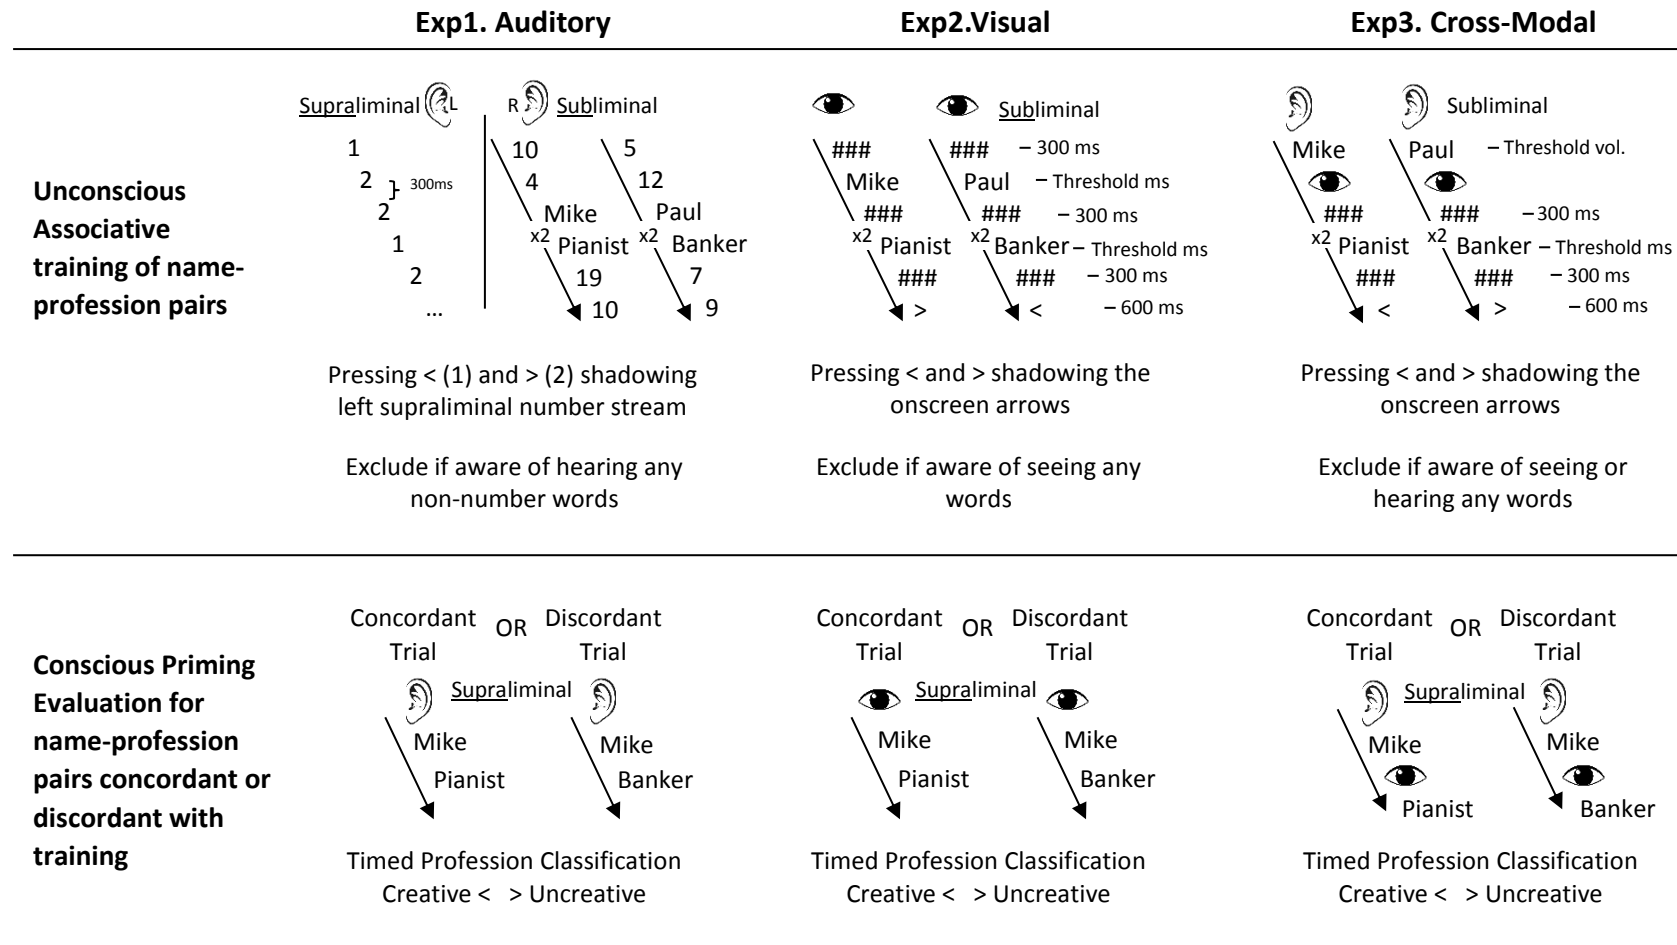 Exp1. Auditory
Exp2.Visual
Exp3. Cross-Modal
Unconscious
Associative
training of name-
profession pairs
Supraliminal L
R Subliminal
1
2
300ms
2
1
2
...
10
4
Mike
x2 Pianist
19
10
5
12
Paul
x2 Banker
7
9
Pressing < (1) and > (2) shadowing
left supraliminal number stream
Exclude if aware of hearing any
non-number words
Subliminal
###
Mike
###
x2 Pianist
###
>
### – 300 ms
Paul – Threshold ms
### – 300 ms
x2 Banker – Threshold ms
### – 300 ms
< – 600 ms
Pressing < and > shadowing the
onscreen arrows
Exclude if aware of seeing any
words
Subliminal
Mike
###
x2 Pianist
###
<
Paul – Threshold vol.
### – 300 ms
x2 Banker – Threshold ms
### – 300 ms
> – 600 ms
Pressing < and > shadowing the
onscreen arrows
Exclude if aware of seeing or
hearing any words
Conscious Priming
Evaluation for
name-profession
pairs concordant or
discordant with
training
Concordant OR Discordant
Trial Trial
Supraliminal
Mike Mike
Pianist Banker
Timed Profession Classification
Creative < > Uncreative
Concordant OR Discordant
Trial Trial
Supraliminal
Mike Mike
Pianist Banker
Timed Profession Classification
Creative < > Uncreative
Concordant OR Discordant
Trial Trial
Supraliminal
Mike Mike
Pianist Banker
Timed Profession Classification
Creative < > Uncreative